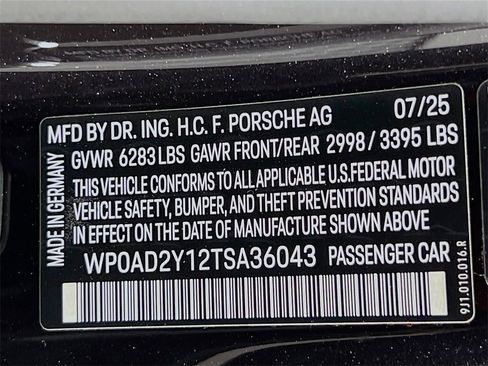 MFD BY DR. ING. H.C. F. PORSCHE AG 07/25
GVWR 6283 LBS GAWR FRONT/REAR 2998 / 3395 LBS
THIS VEHICLE CONFORMS TO ALL APPLICABLE U.S.FEDERAL MOTOR
VEHICLE SAFETY, BUMPER, AND THEFT PREVENTION STANDARDS
IN EFFECT ON THE DATE OF MANUFACTURE SHOWN ABOVE
WP0AD2Y12TSA36043 PASSENGER CAR
MADE IN GERMANY
9J1.010.016.R